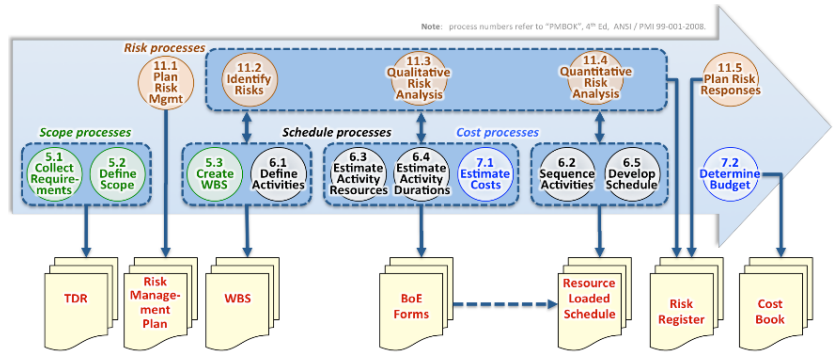 Note: process numbers refer to "PMBOK", 4th Ed, ANSI / PMI 99-001-2008.
Risk processes
11.1
Plan
Risk
Mgmt
11.2
Identify
Risks
11.3
Qualitative
Risk
Analysis
11.4
Quantitative
Risk
Analysis
11.5
Plan Risk
Responses
Scope processes
Schedule processes
Cost processes
5.1
Collect
Require-
ments
5.2
Define
Scope
5.3
Create
WBS
6.1
Define
Activities
6.3
Estimate
Activity
Resources
6.4
Estimate
Activity
Durations
7.1
Estimate
Costs
6.2
Sequence
Activities
6.5
Develop
Schedule
7.2
Determine
Budget
TDR
Risk
Manage-
ment
Plan
WBS
BoE
Forms
Resource
Loaded
Schedule
Risk
Register
Cost
Book